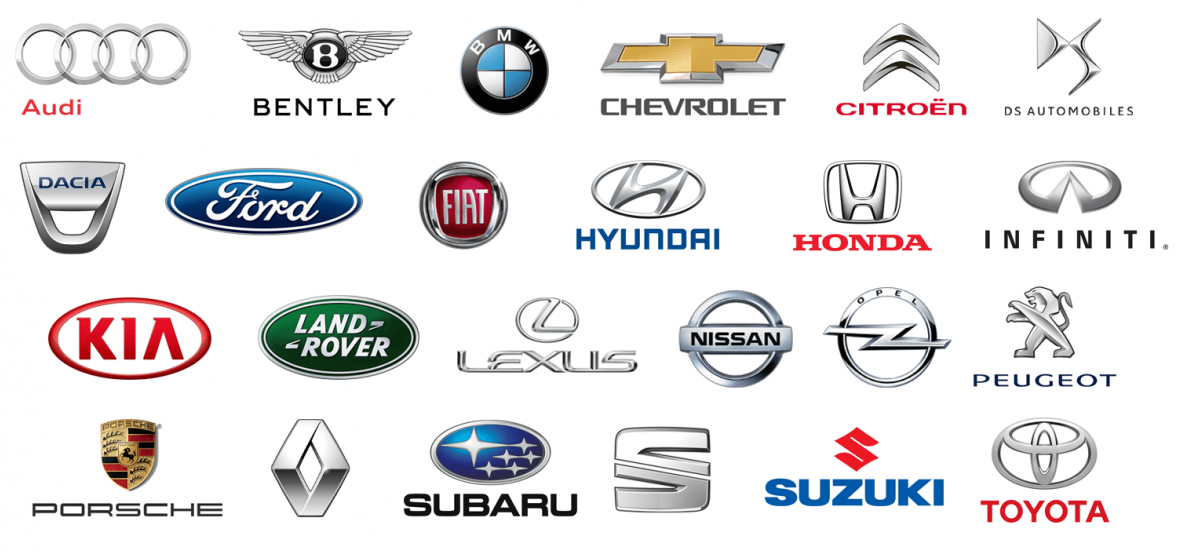 Audi
B
BENTLEY
BMW
CHEVROLET
CITROËn
DS AUTOMOBILES
DACIA
Ford
FIAT
HYUNDAI
HONDA
INFINITI®
KIA
LAND-
-ROVER
LEXUS
NISSAN
OPEL
PEUGEOT
PORSCHE®
PORSCHE
SUBARU
SUZUKI
TOYOTA